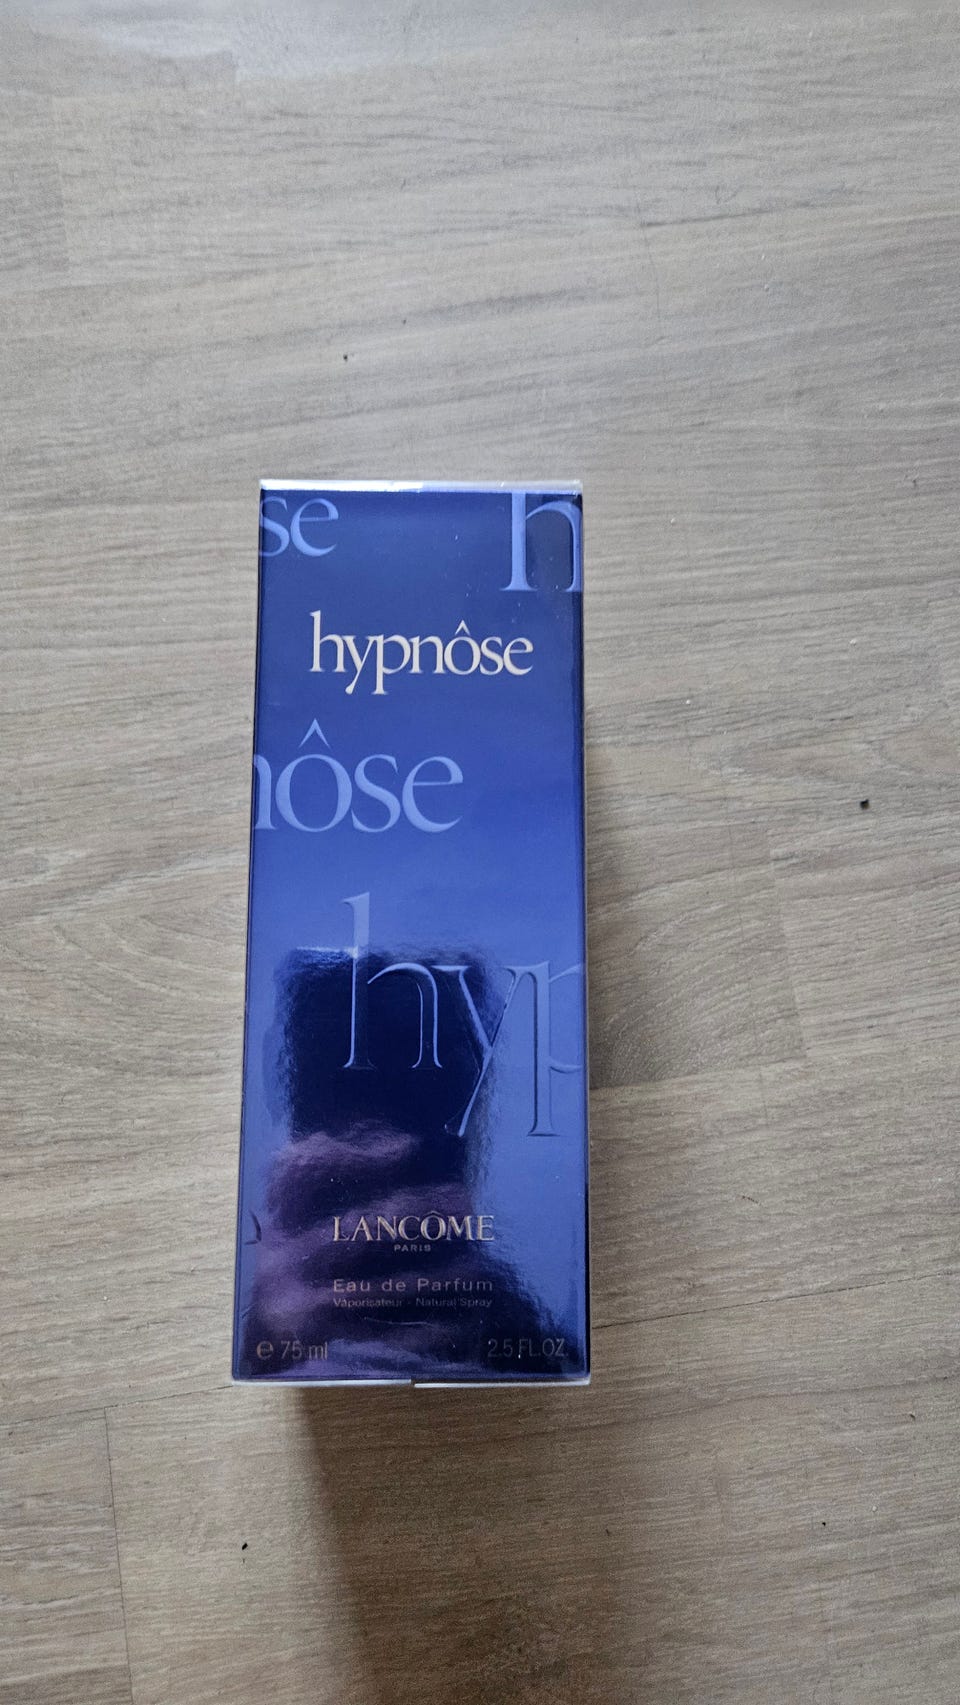 se h
hypnôse
nôse
hyp
LANCÔME
PARIS
Eau de Parfum
Vaporisateur - Natural Spray
e 75 ml 2.5 FL.OZ.